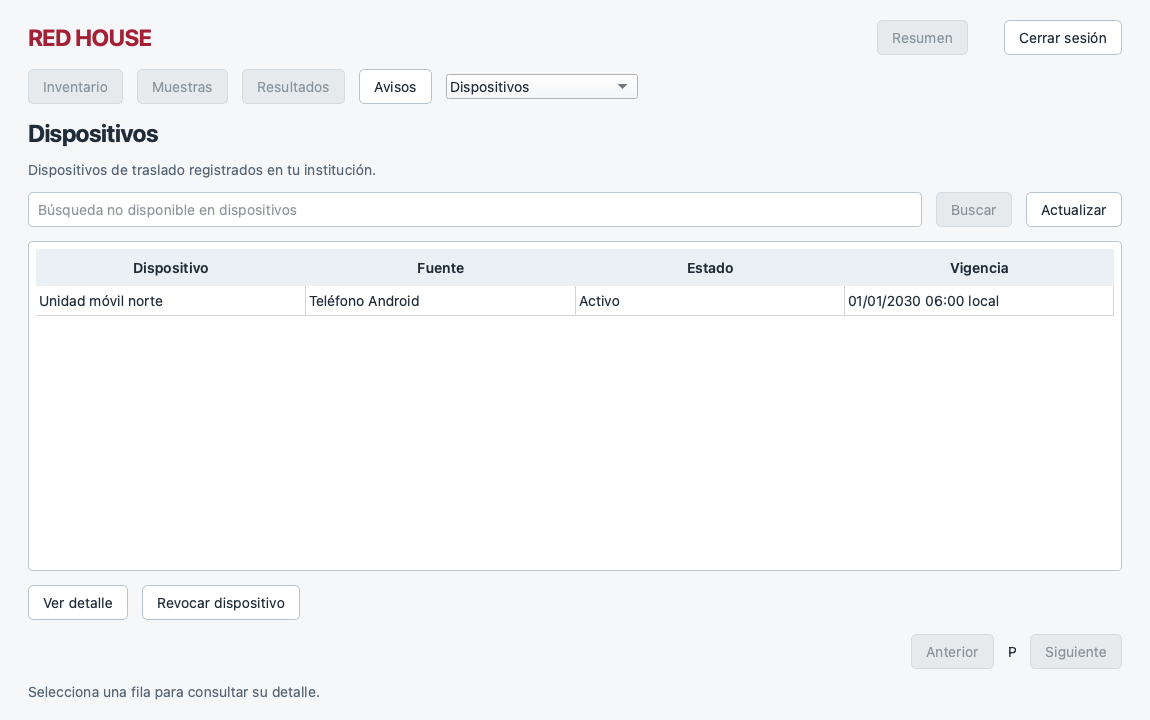 RED HOUSE
Resumen
Cerrar sesión
Inventario
Muestras
Resultados
Avisos
Dispositivos
Dispositivos
Dispositivos de traslado registrados en tu institución.
Búsqueda no disponible en dispositivos
Buscar
Actualizar
Dispositivo Fuente Estado Vigencia
Unidad móvil norte Teléfono Android Activo 01/01/2030 06:00 local
Ver detalle
Revocar dispositivo
Anterior
P
Siguiente
Selecciona una fila para consultar su detalle.